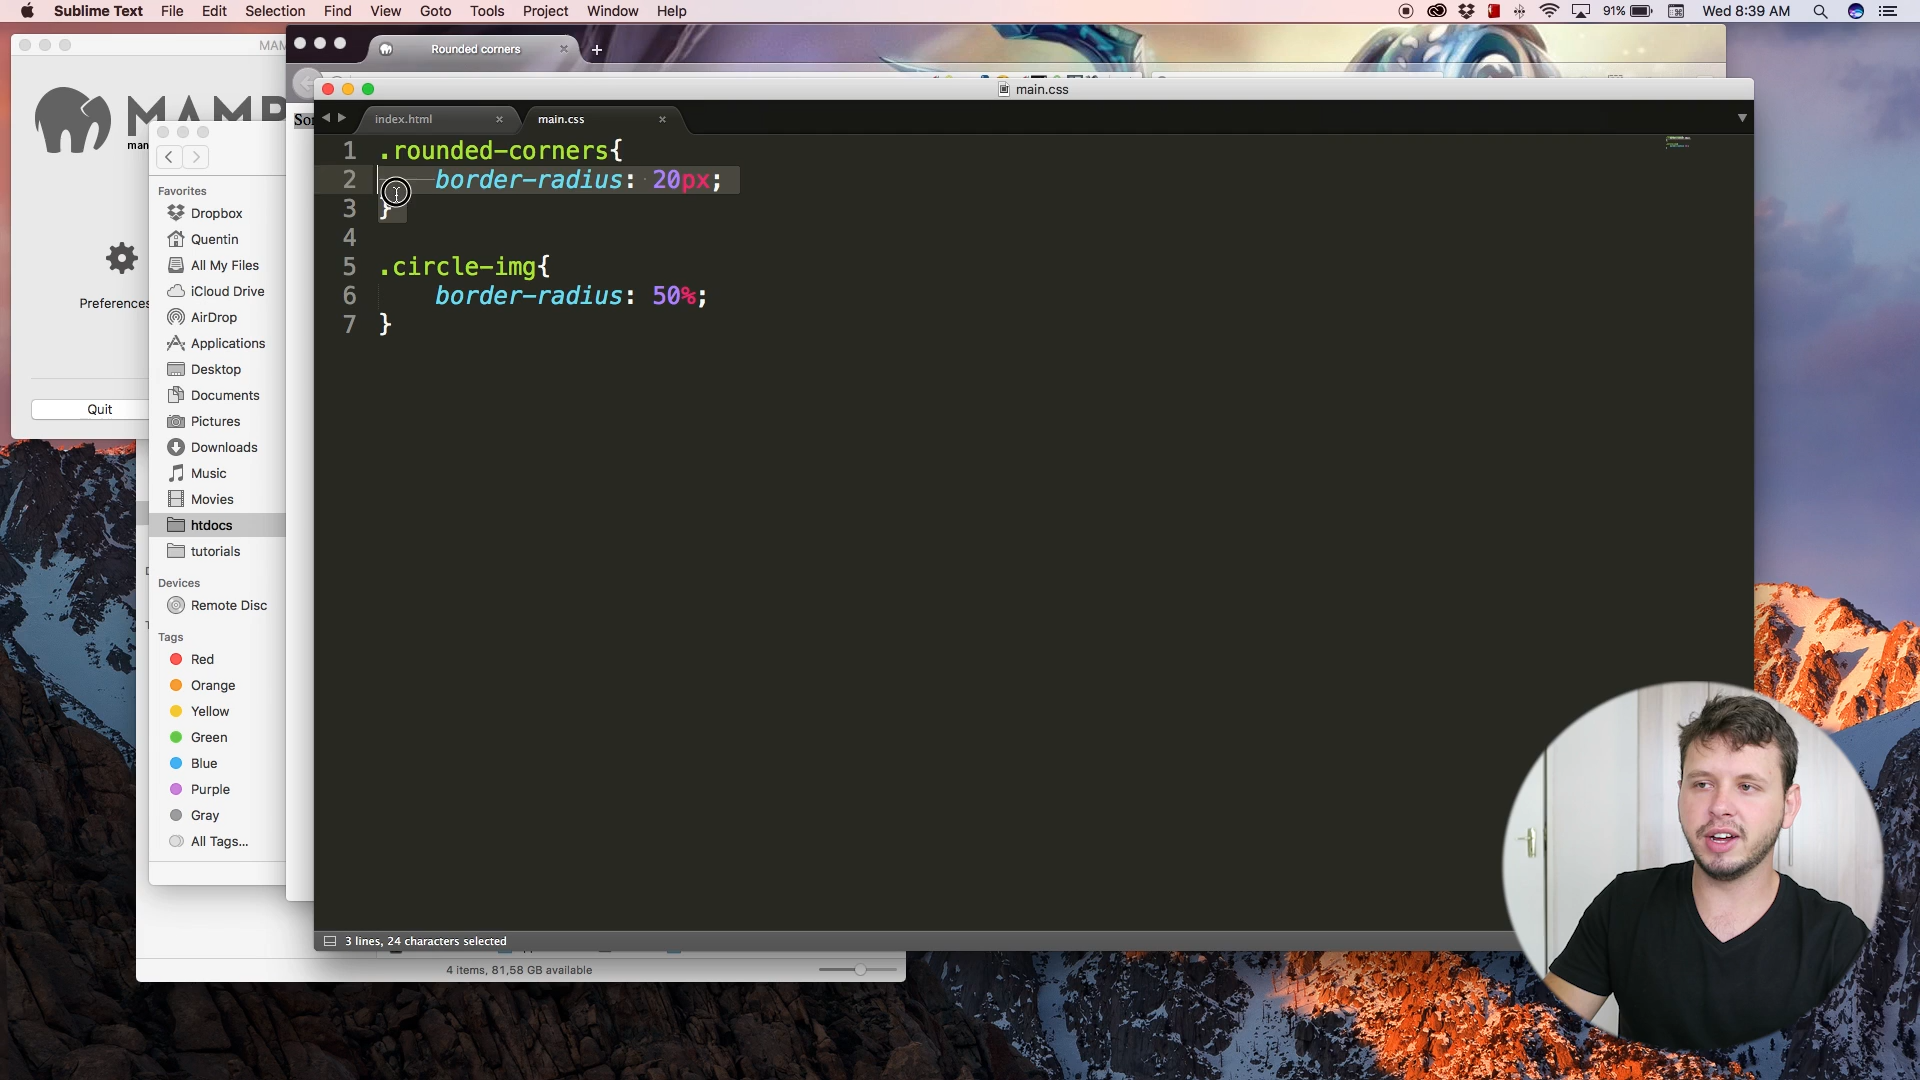 Sublime Text File Edit Selection Find View Goto Tools Project Window Help
91% Wed 8:39 AM
MAM
Rounded corners
MAMP
man
Preferences
Quit
Favorites
Dropbox
Quentin
All My Files
iCloud Drive
AirDrop
Applications
Desktop
Documents
Pictures
Downloads
Music
Movies
htdocs
tutorials
Devices
Remote Disc
Tags
Red
Orange
Yellow
Green
Blue
Purple
Gray
All Tags...
4 items, 81,58 GB available
Sor
main.css
index.html main.css
1 .rounded-corners{
2 border-radius: 20px;
3 }
4
5 .circle-img{
6 border-radius: 50%;
7 }
3 lines, 24 characters selected